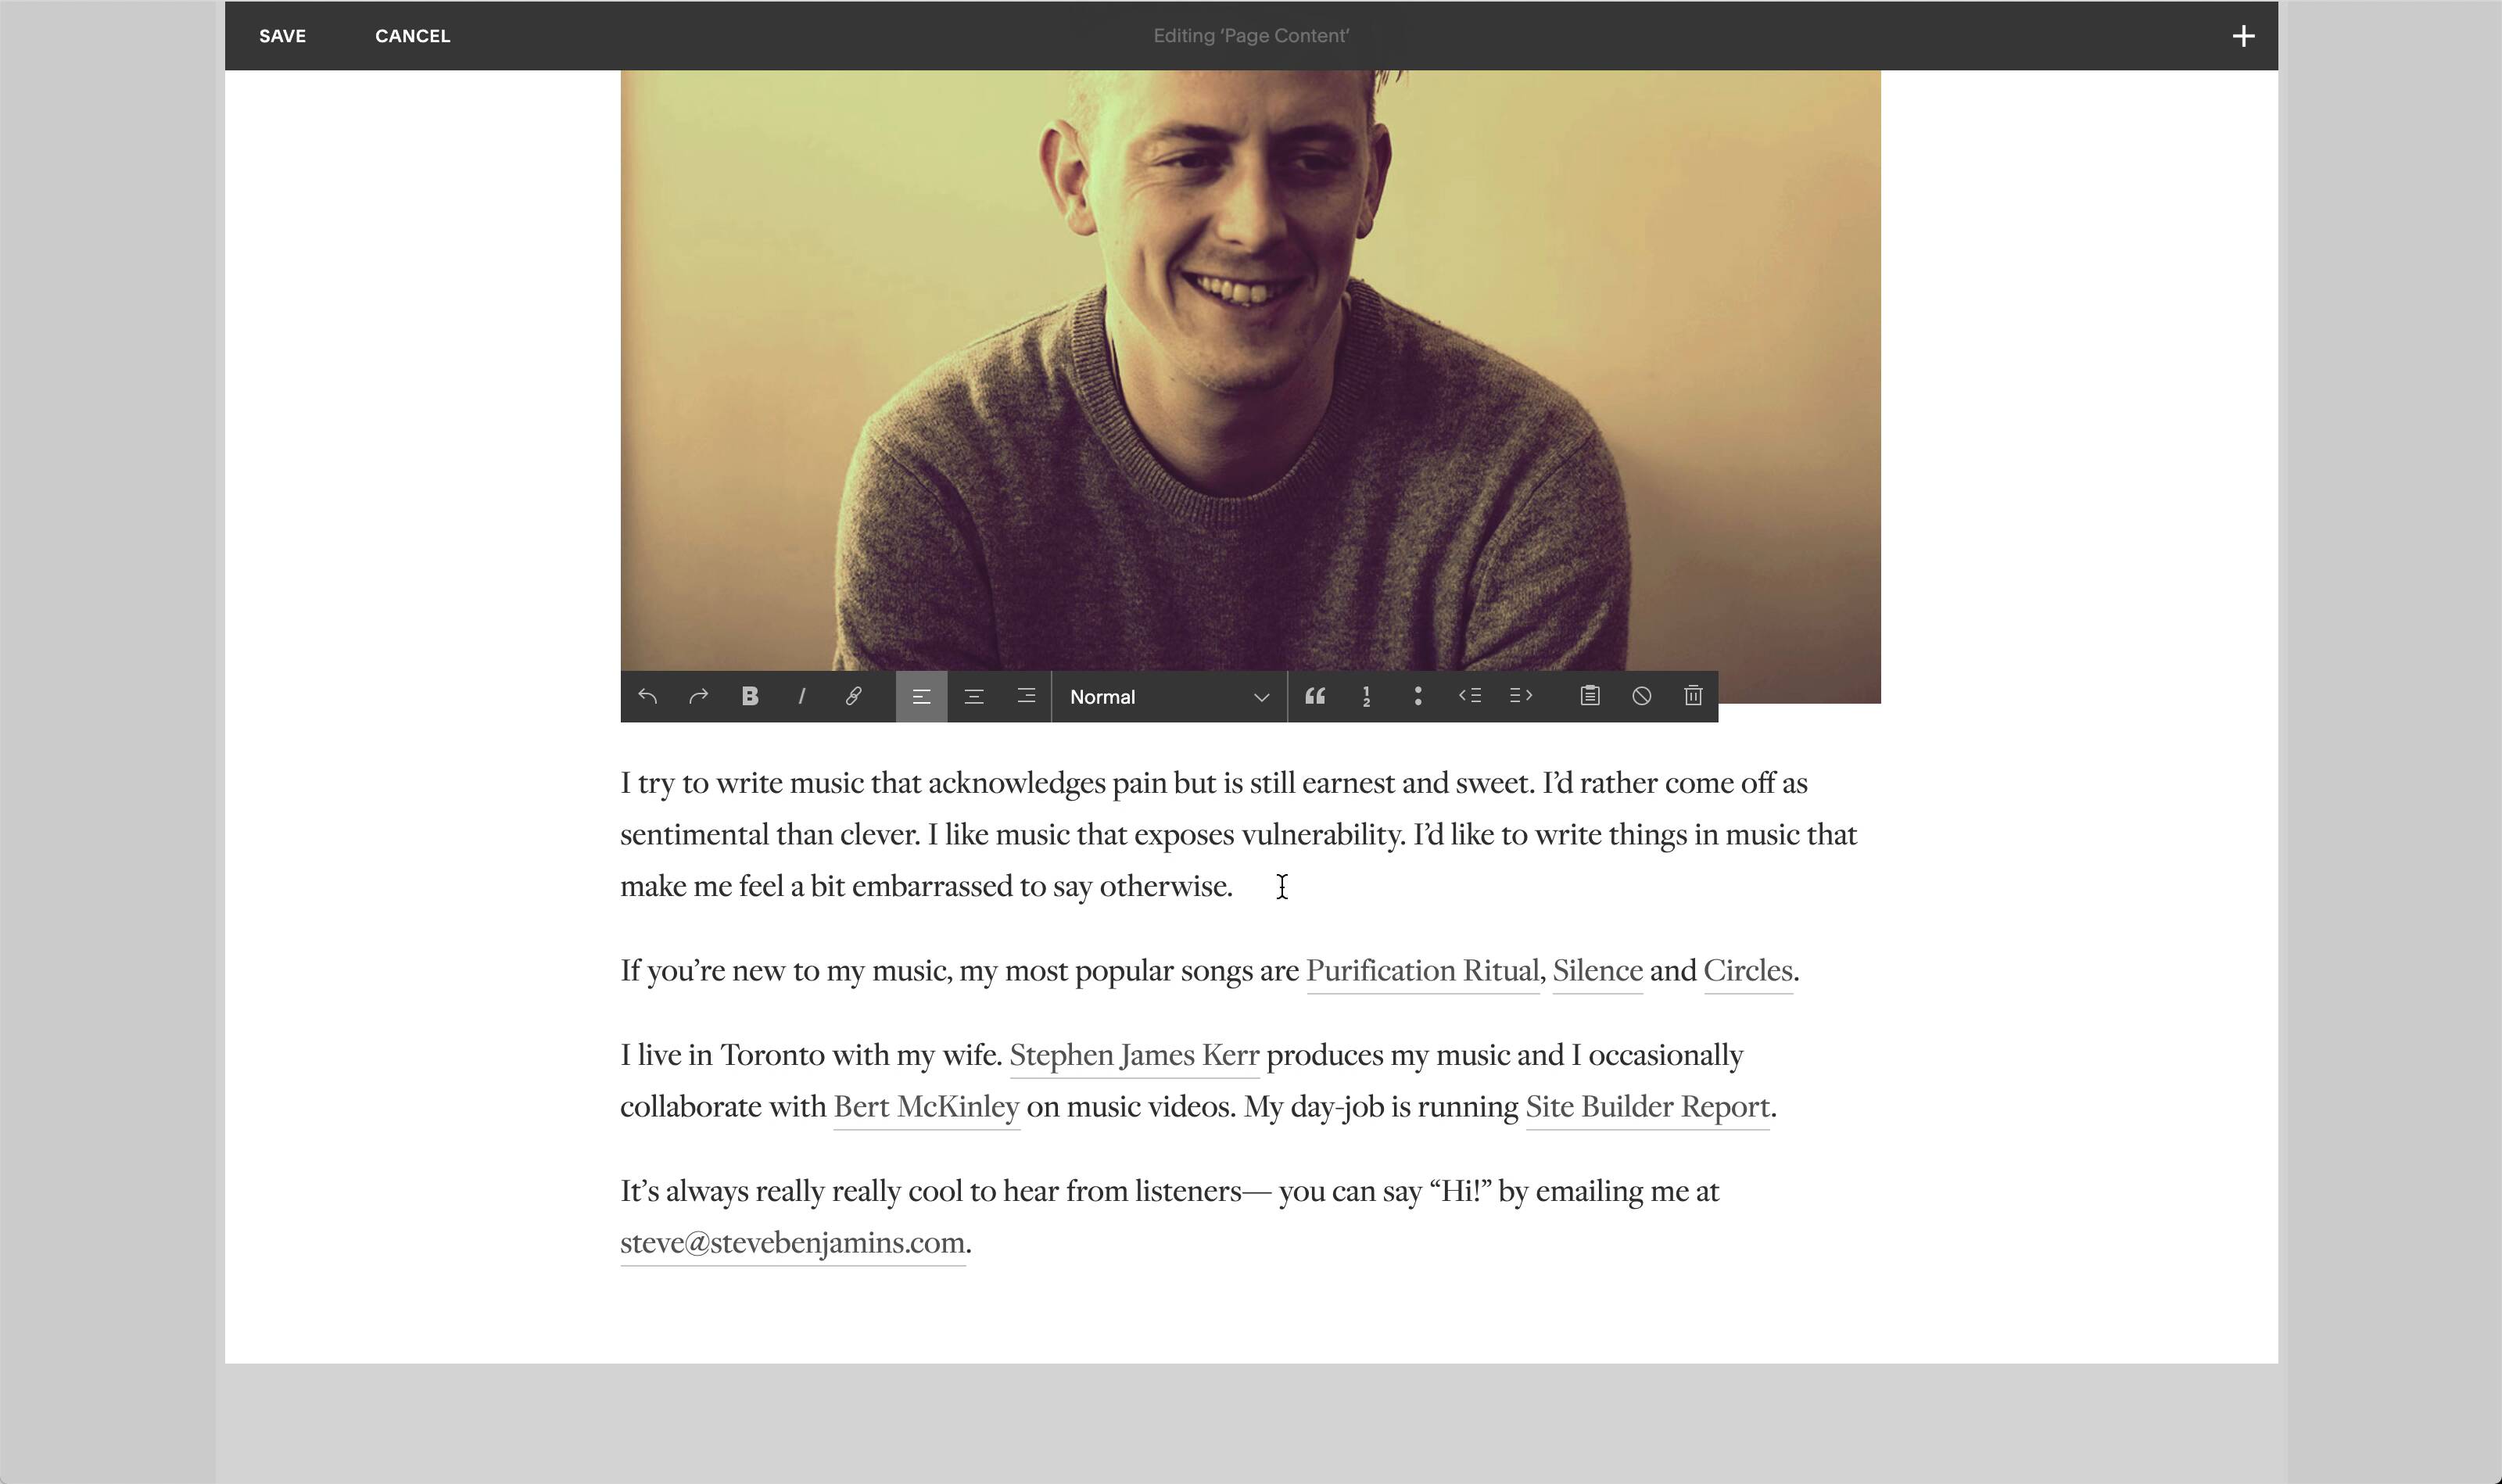 SAVE CANCEL Editing ‘Page Content’
Normal
I try to write music that acknowledges pain but is still earnest and sweet. I’d rather come off as
sentimental than clever. I like music that exposes vulnerability. I’d like to write things in music that
make me feel a bit embarrassed to say otherwise.
If you’re new to my music, my most popular songs are Purification Ritual, Silence and Circles.
I live in Toronto with my wife. Stephen James Kerr produces my music and I occasionally
collaborate with Bert McKinley on music videos. My day-job is running Site Builder Report.
It’s always really really cool to hear from listeners— you can say “Hi!” by emailing me at
steve@stevebenjamins.com.